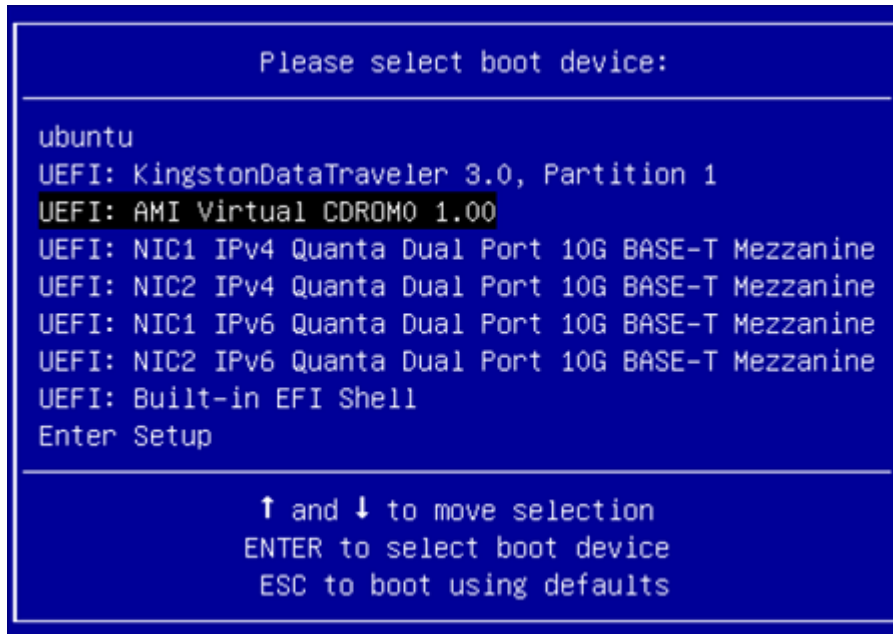 Please select boot device:
ubuntu
UEFI: KingstonDataTraveler 3.0, Partition 1
UEFI: AMI Virtual CDROM0 1.00
UEFI: NIC1 IPv4 Quanta Dual Port 10G BASE-T Mezzanine
UEFI: NIC2 IPv4 Quanta Dual Port 10G BASE-T Mezzanine
UEFI: NIC1 IPv6 Quanta Dual Port 10G BASE-T Mezzanine
UEFI: NIC2 IPv6 Quanta Dual Port 10G BASE-T Mezzanine
UEFI: Built-in EFI Shell
Enter Setup
↑ and ↓ to move selection
ENTER to select boot device
ESC to boot using defaults